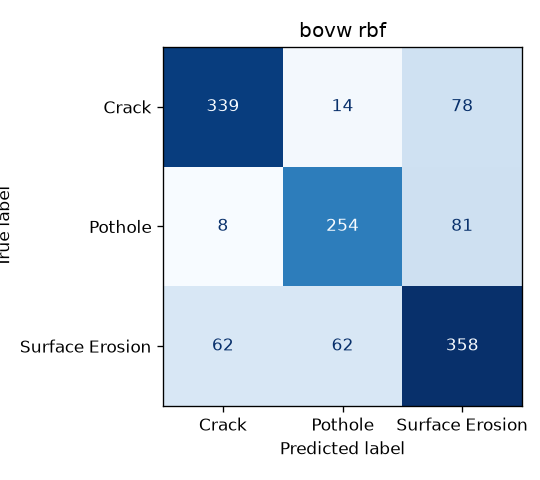 bovw rbf
Crack 339 14 78
Pothole 8 254 81
Surface Erosion 62 62 358
Crack Pothole Surface Erosion
Predicted label
True label